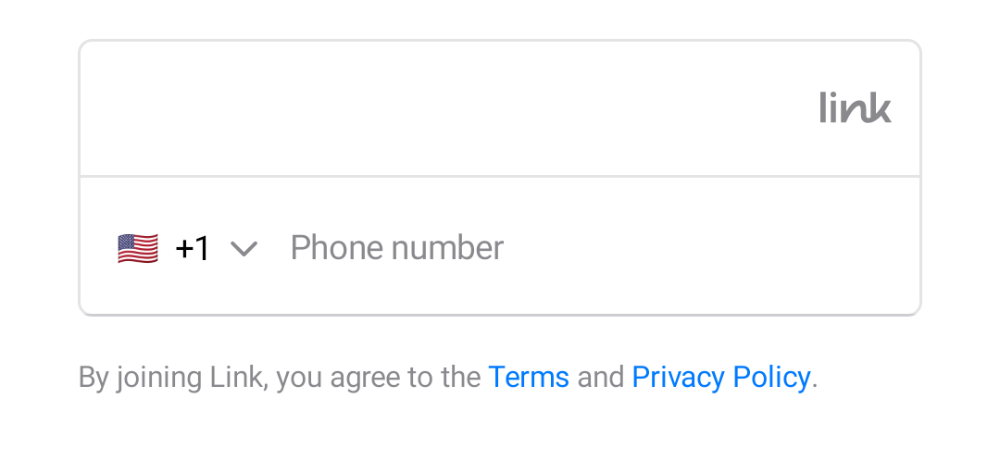 link
+1 Phone number
By joining Link, you agree to the Terms and Privacy Policy.